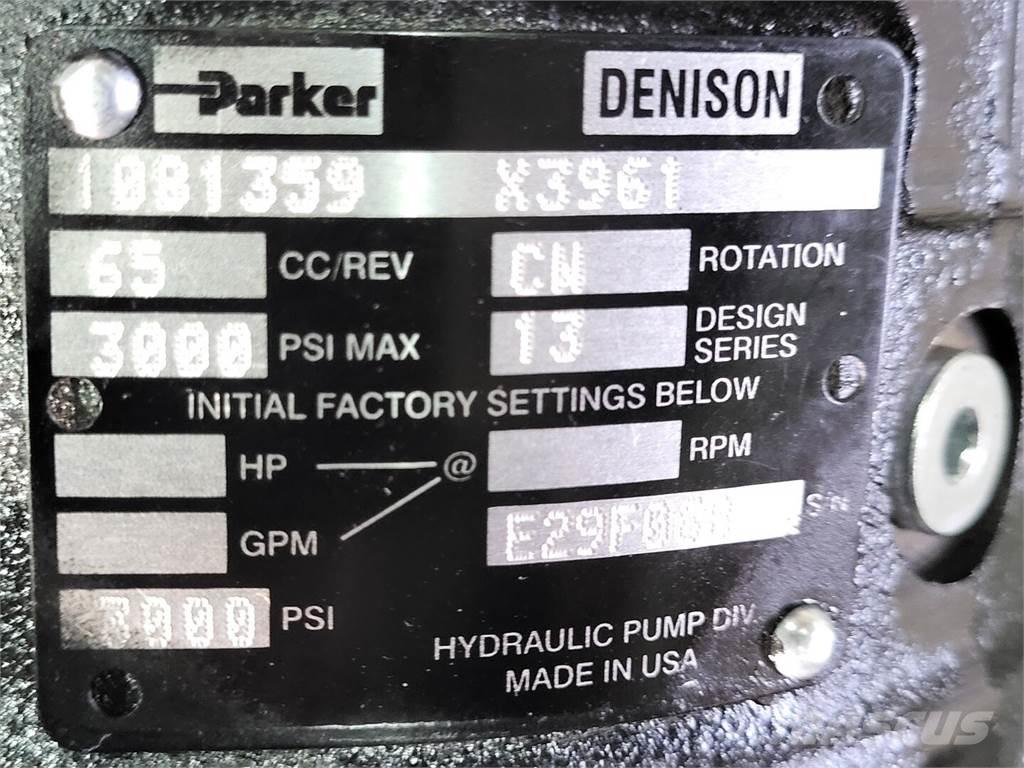 Parker DENISON
1081359 X3961
65 CC/REV CW ROTATION
3000 PSI MAX 13 DESIGN SERIES
INITIAL FACTORY SETTINGS BELOW
HP @ RPM
GPM S/N
3000 PSI
HYDRAULIC PUMP DIV.
MADE IN USA